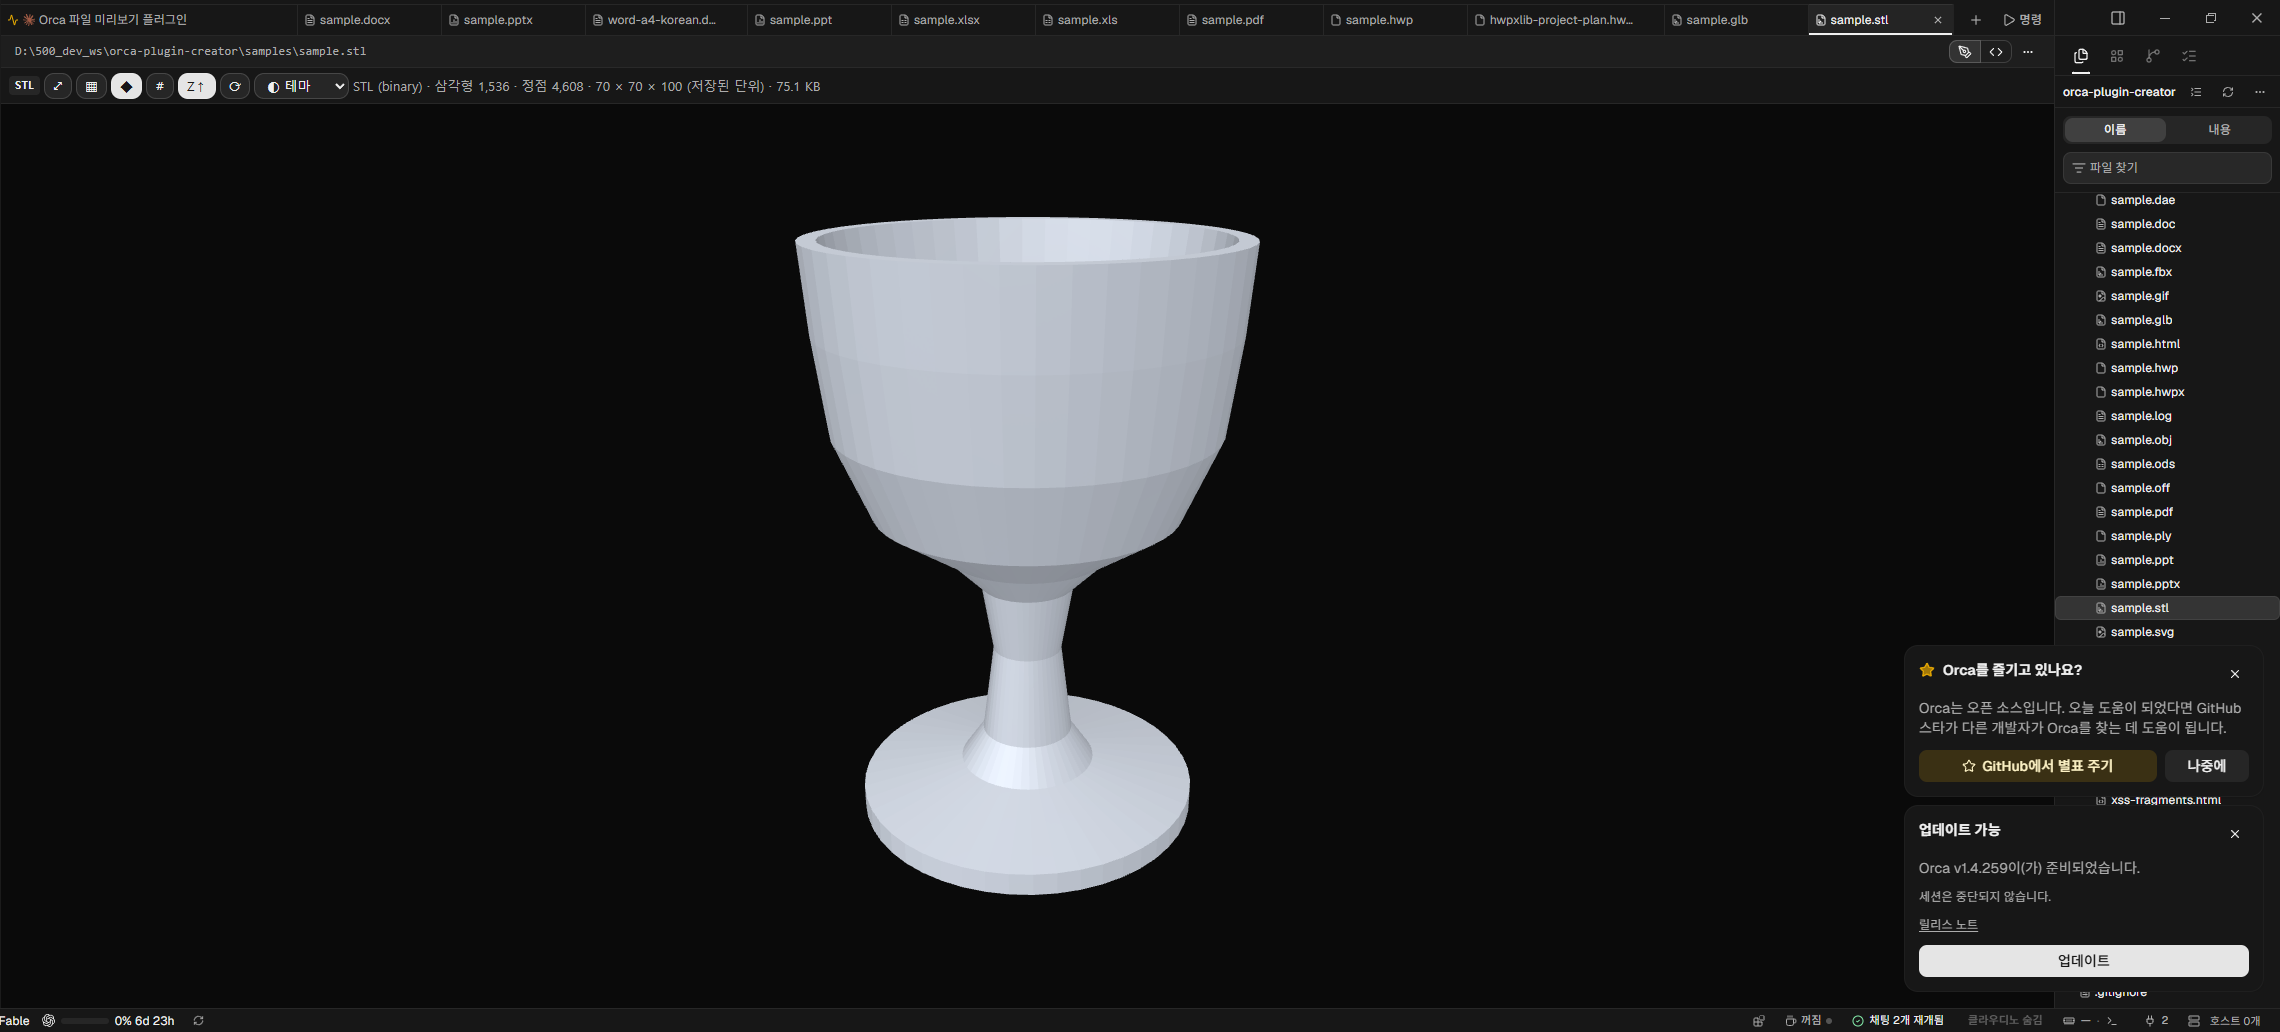 Orca 파일 미리보기 플러그인
sample.docx
sample.pptx
word-a4-korean.d...
sample.ppt
sample.xlsx
sample.xls
sample.pdf
sample.hwp
hwpxlib-project-plan.hw...
sample.glb
sample.stl
명령
D:\500_dev_ws\orca-plugin-creator\samples\sample.stl
STL
#
Z↑
테마
STL (binary) · 삼각형 1,536 · 정점 4,608 · 70 × 70 × 100 (저장된 단위) · 75.1 KB
orca-plugin-creator
이름
내용
파일 찾기
sample.dae
sample.doc
sample.docx
sample.fbx
sample.gif
sample.glb
sample.html
sample.hwp
sample.hwpx
sample.log
sample.obj
sample.ods
sample.off
sample.pdf
sample.ply
sample.ppt
sample.pptx
sample.stl
sample.svg
Orca를 즐기고 있나요?
Orca는 오픈 소스입니다. 오늘 도움이 되었다면 GitHub
스타가 다른 개발자가 Orca를 찾는 데 도움이 됩니다.
GitHub에서 별표 주기
나중에
xss-fragments.html
업데이트 가능
Orca v1.4.259이(가) 준비되었습니다.
세션은 중단되지 않습니다.
릴리스 노트
업데이트
.gitignore
Fable
0% 6d 23h
꺼짐
채팅 2개 재개됨
클라우디노 숨김
2
호스트 0개